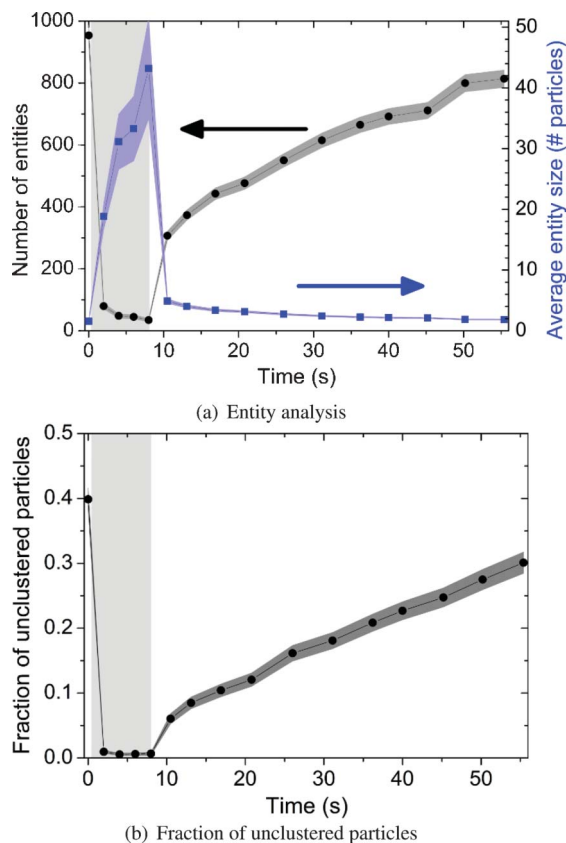 1000
800
600
400
200
0
Number of entities
50
40
30
20
10
0
Average entity size (# particles)
0 10 20 30 40 50
Time (s)
(a) Entity analysis
0.5
0.4
0.3
0.2
0.1
0.0
Fraction of unclustered particles
0 10 20 30 40 50
Time (s)
(b) Fraction of unclustered particles